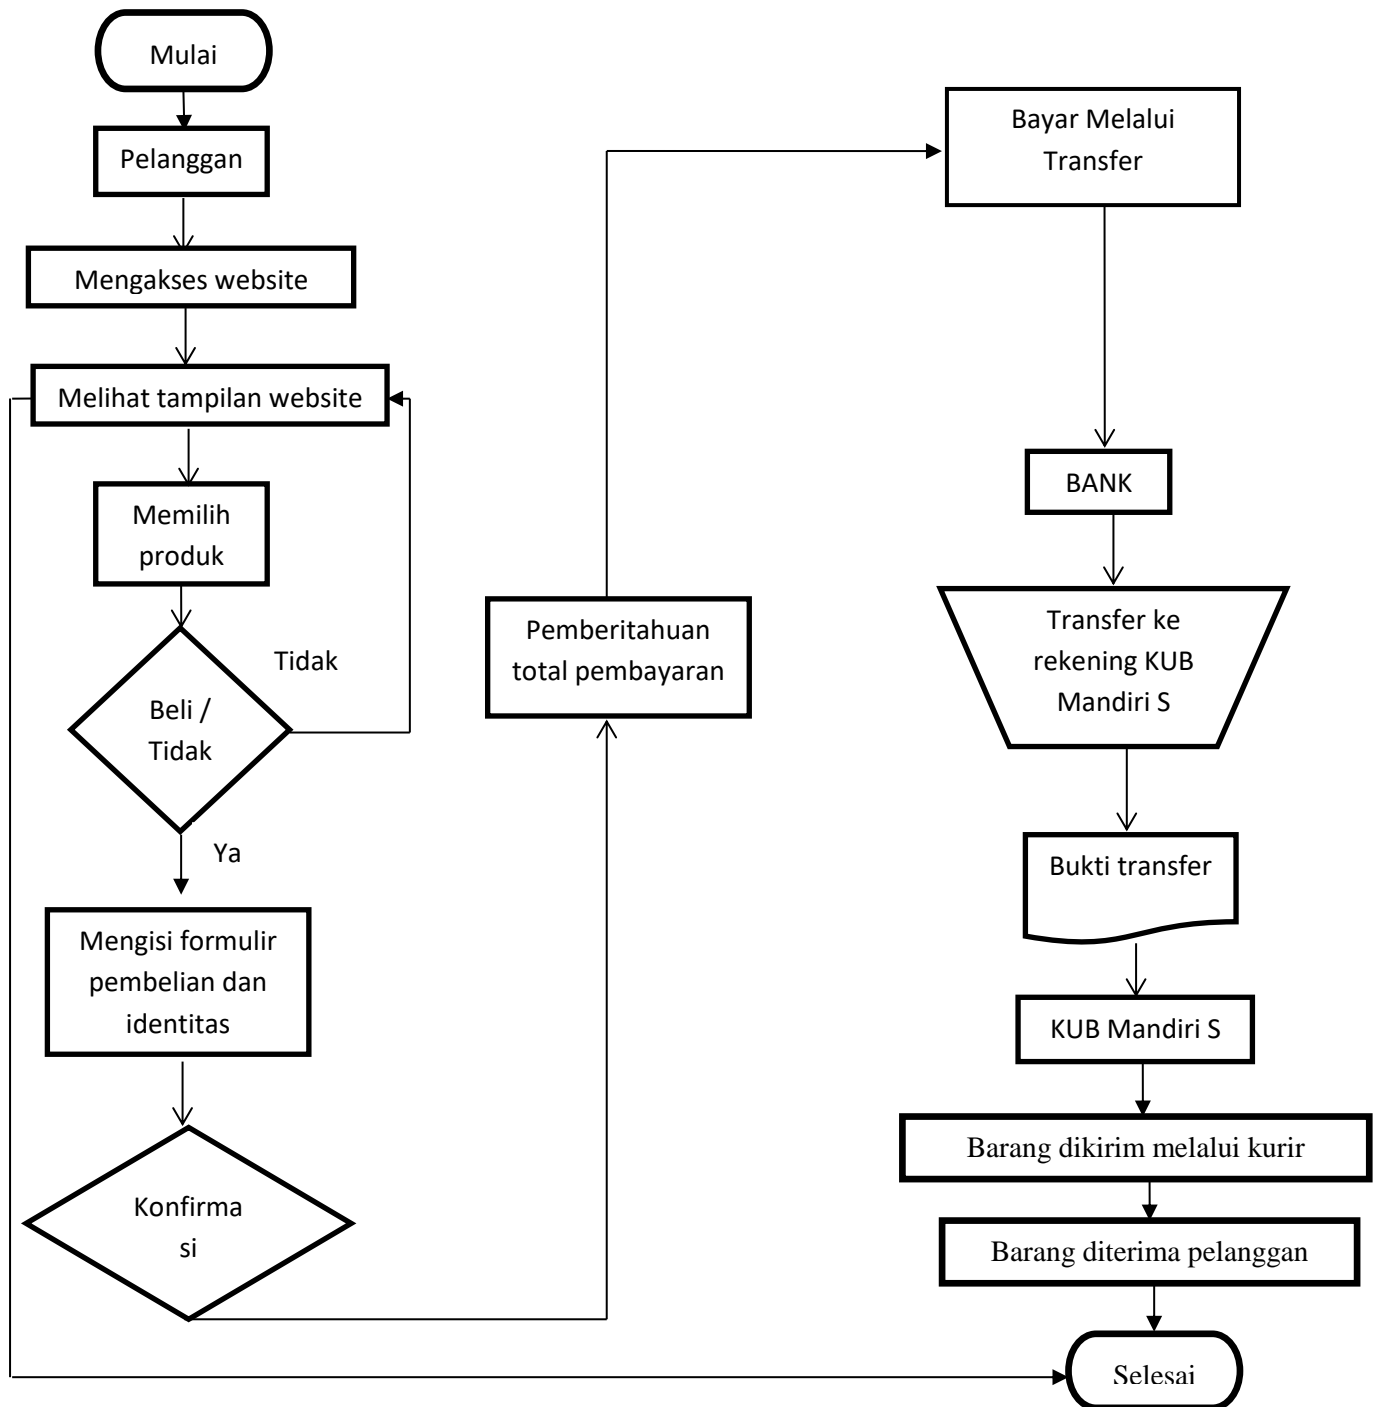 Mulai
Pelanggan
Mengakses website
Melihat tampilan website
Memilih
produk
Tidak
Beli /
Tidak
Ya
Mengisi formulir
pembelian dan
identitas
Konfirma
si
Pemberitahuan
total pembayaran
Bayar Melalui
Transfer
BANK
Transfer ke
rekening KUB
Mandiri S
Bukti transfer
KUB Mandiri S
Barang dikirim melalui kurir
Barang diterima pelanggan
Selesai